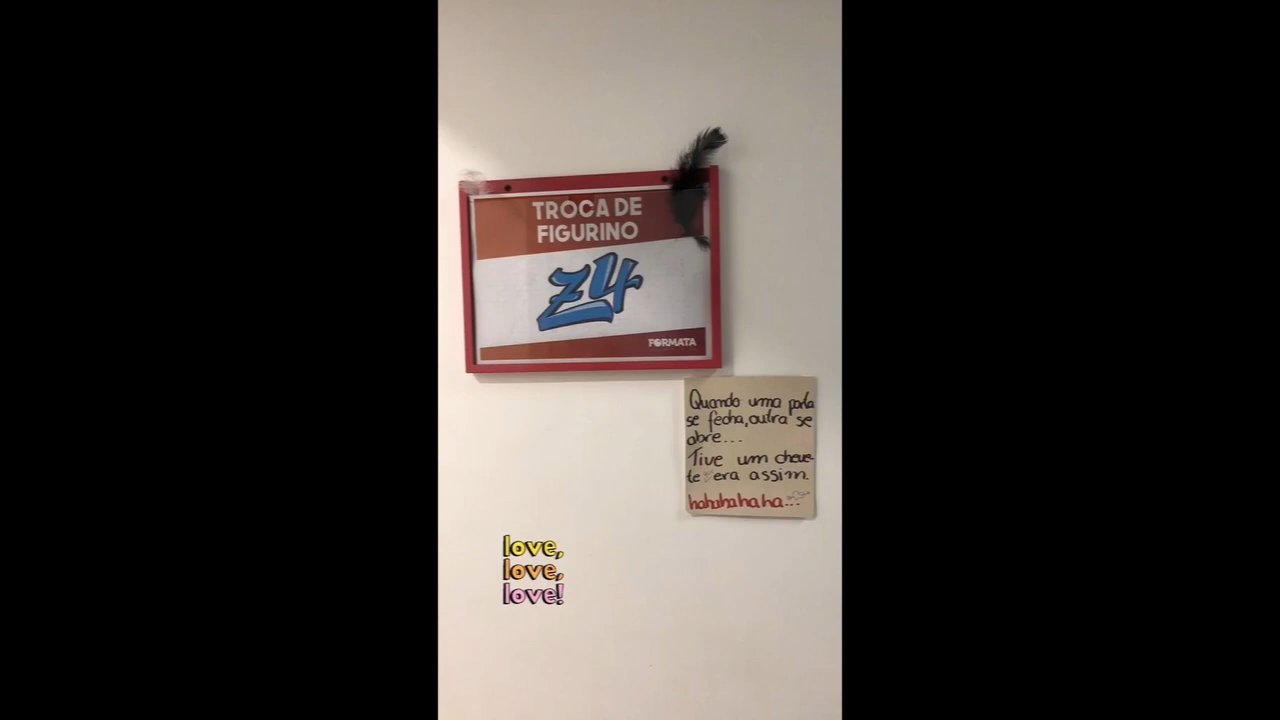 TROCA DE
FIGURINO
Z4
FORMATA
Quando uma porta
se fecha, outra se
abre...
Tive um cheve
te era assim.
hahahahaha...
love,
love,
love!